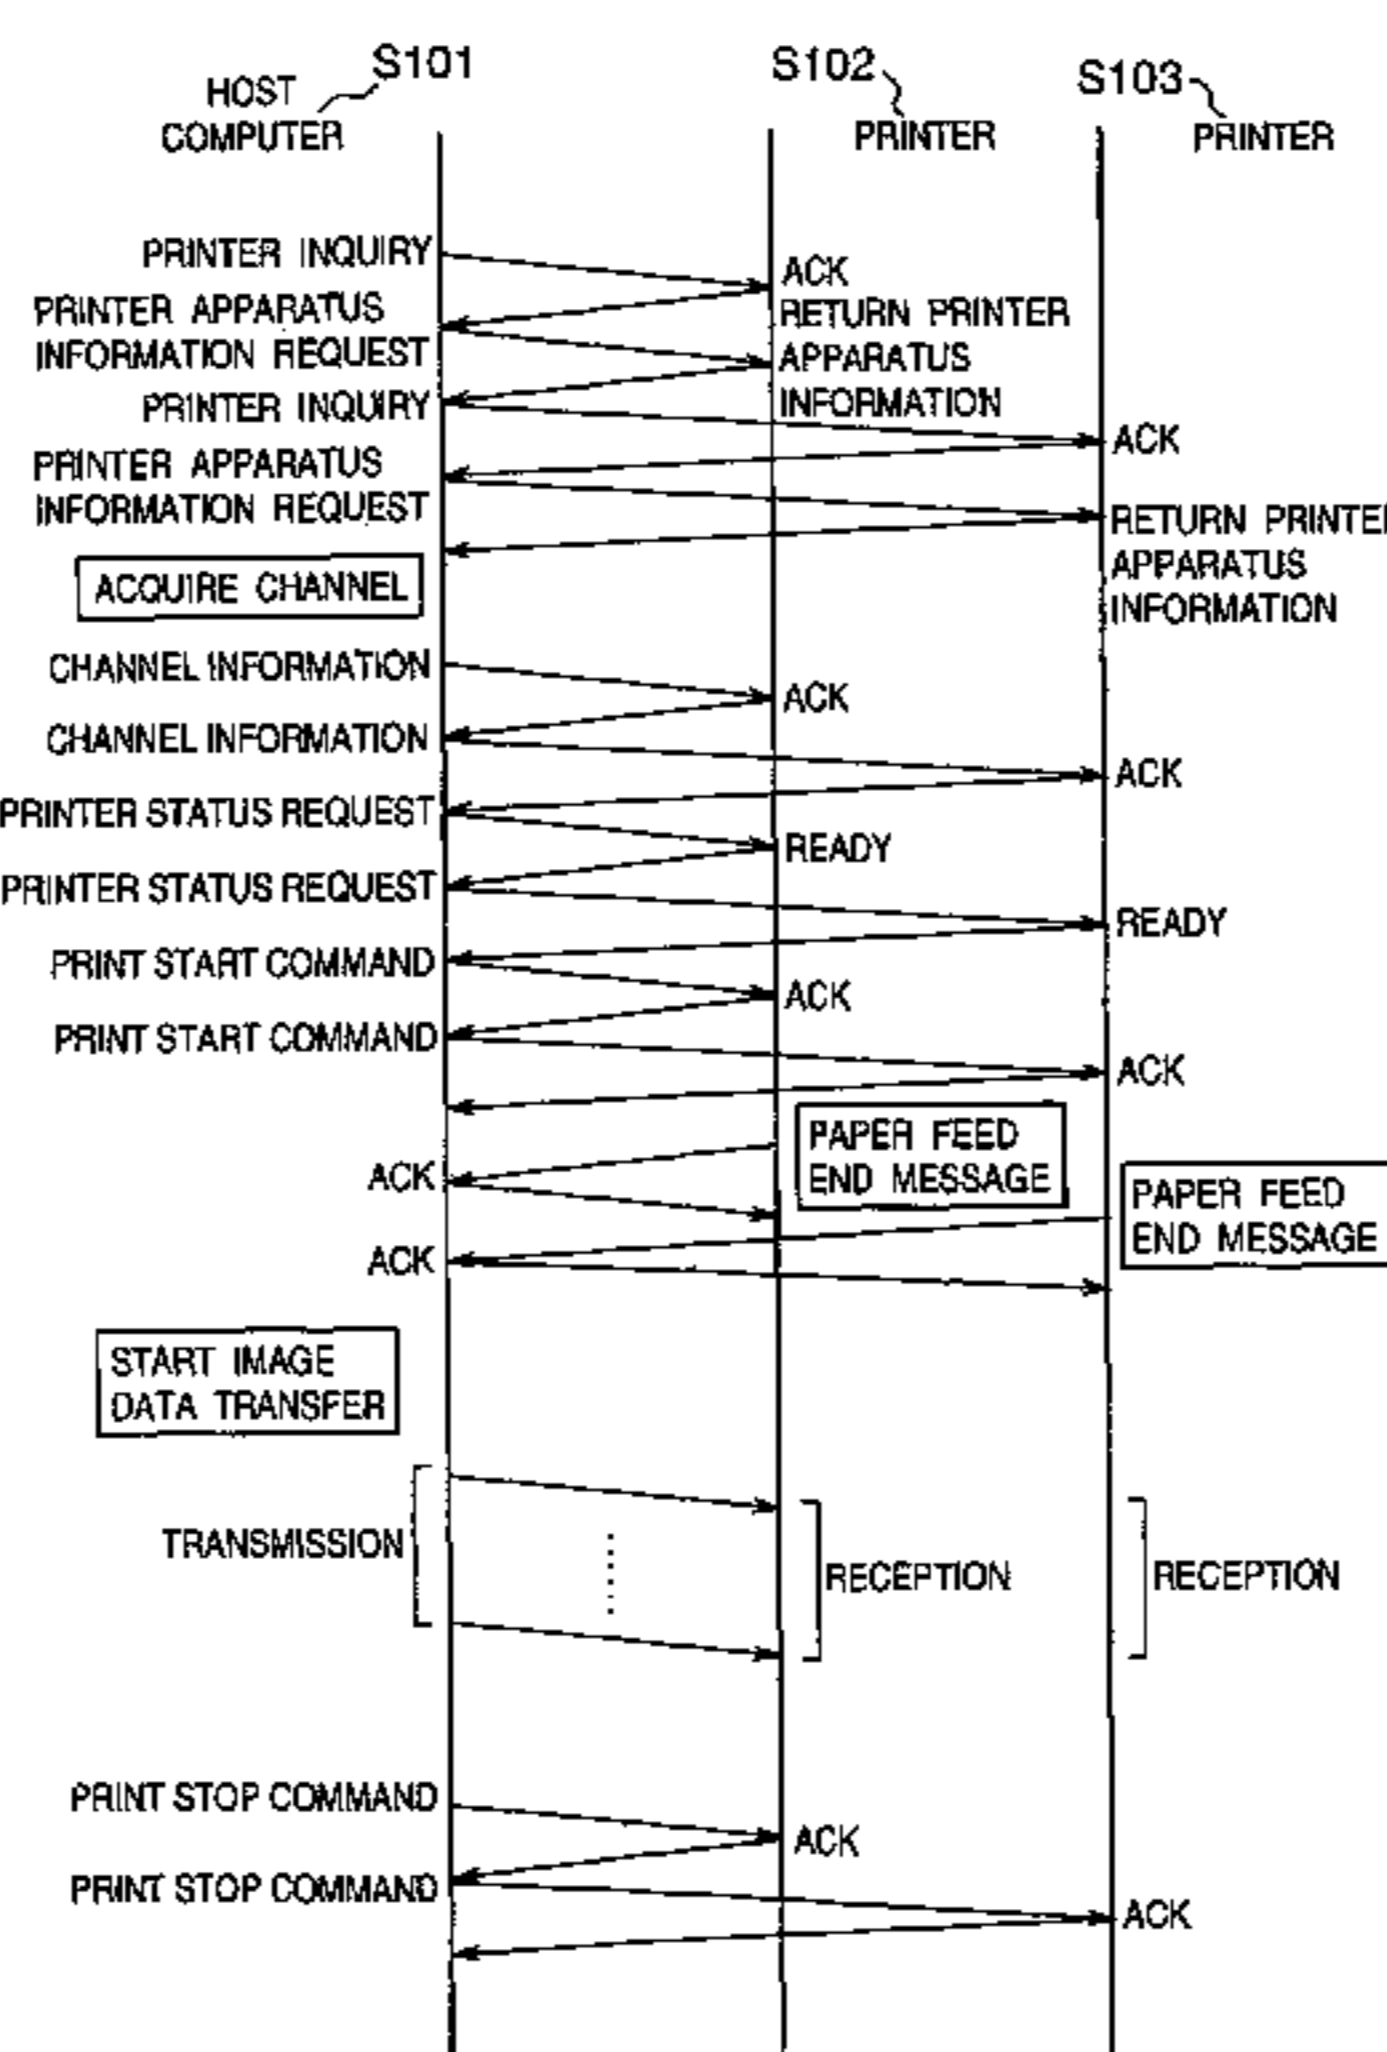 S101
S102
S103
HOST
COMPUTER
PRINTER
PRINTER
PRINTER INQUIRY
ACK
PRINTER APPARATUS
INFORMATION REQUEST
RETURN PRINTER
APPARATUS
INFORMATION
PRINTER INQUIRY
ACK
PRINTER APPARATUS
INFORMATION REQUEST
RETURN PRINTER
APPARATUS
INFORMATION
ACQUIRE CHANNEL
CHANNEL INFORMATION
ACK
CHANNEL INFORMATION
ACK
PRINTER STATUS REQUEST
READY
PRINTER STATUS REQUEST
READY
PRINT START COMMAND
ACK
PRINT START COMMAND
ACK
PAPER FEED
END MESSAGE
ACK
PAPER FEED
END MESSAGE
ACK
START IMAGE
DATA TRANSFER
TRANSMISSION
RECEPTION
RECEPTION
PRINT STOP COMMAND
ACK
PRINT STOP COMMAND
ACK